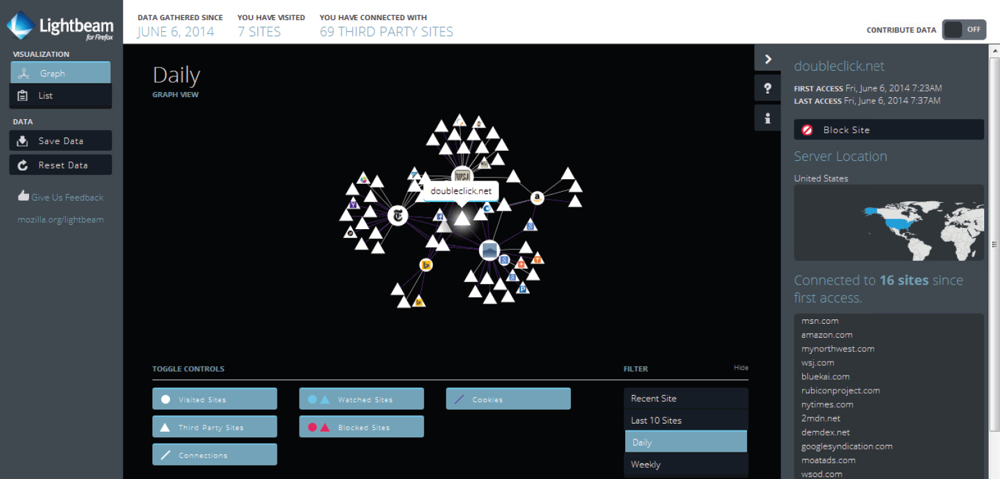 Lightbeam
for Firefox
DATA GATHERED SINCE
JUNE 6, 2014
YOU HAVE VISITED
7 SITES
YOU HAVE CONNECTED WITH
69 THIRD PARTY SITES
CONTRIBUTE DATA
OFF
VISUALIZATION
Graph
List
DATA
Save Data
Reset Data
Give Us Feedback
mozilla.org/lightbeam
Daily
GRAPH VIEW
WSJ
doubleclick.net
TOGGLE CONTROLS
Visited Sites
Watched Sites
Cookies
Third Party Sites
Blocked Sites
Connections
FILTER
Hide
Recent Site
Last 10 Sites
Daily
Weekly
doubleclick.net
FIRST ACCESS Fri, June 6, 2014 7:23AM
LAST ACCESS Fri, June 6, 2014 7:37AM
Block Site
Server Location
United States
Connected to 16 sites since
first access.
msn.com
amazon.com
mynorthwest.com
wsj.com
bluekai.com
rubiconproject.com
nytimes.com
2mdn.net
demdex.net
googlesyndication.com
moatads.com
wsod.com